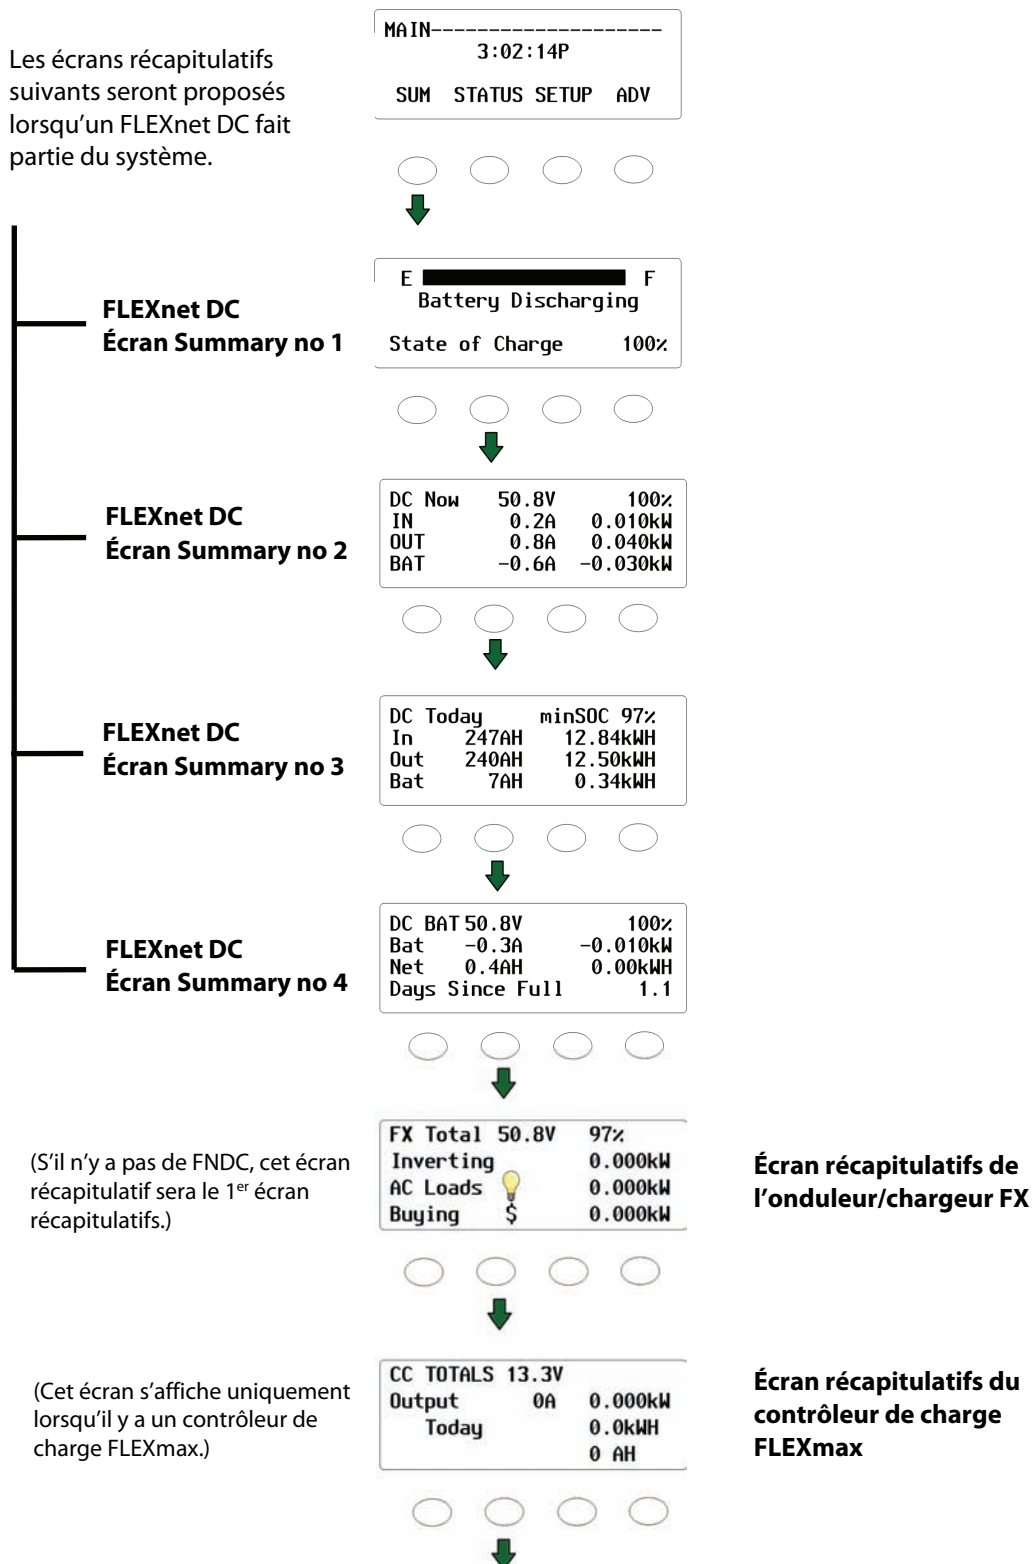 Les écrans récapitulatifs
suivants seront proposés
lorsqu'un FLEXnet DC fait
partie du système.
MAIN--------------------
3:02:14P
SUM STATUS SETUP ADV
FLEXnet DC
Écran Summary no 1
E F
Battery Discharging
State of Charge 100%
FLEXnet DC
Écran Summary no 2
DC Now 50.8V 100%
IN 0.2A 0.010kW
OUT 0.8A 0.040kW
BAT -0.6A -0.030kW
FLEXnet DC
Écran Summary no 3
DC Today minSOC 97%
In 247AH 12.84kWH
Out 240AH 12.50kWH
Bat 7AH 0.34kWH
FLEXnet DC
Écran Summary no 4
DC BAT 50.8V 100%
Bat -0.3A -0.010kW
Net 0.4AH 0.00kWH
Days Since Full 1.1
(S'il n'y a pas de FNDC, cet écran
récapitulatif sera le 1er écran
récapitulatifs.)
FX Total 50.8V 97%
Inverting 0.000kW
AC Loads 0.000kW
Buying $ 0.000kW
Écran récapitulatifs de
l'onduleur/chargeur FX
(Cet écran s'affiche uniquement
lorsqu'il y a un contrôleur de
charge FLEXmax.)
CC TOTALS 13.3V
Output 0A 0.000kW
Today 0.0kWH
0 AH
Écran récapitulatifs du
contrôleur de charge
FLEXmax